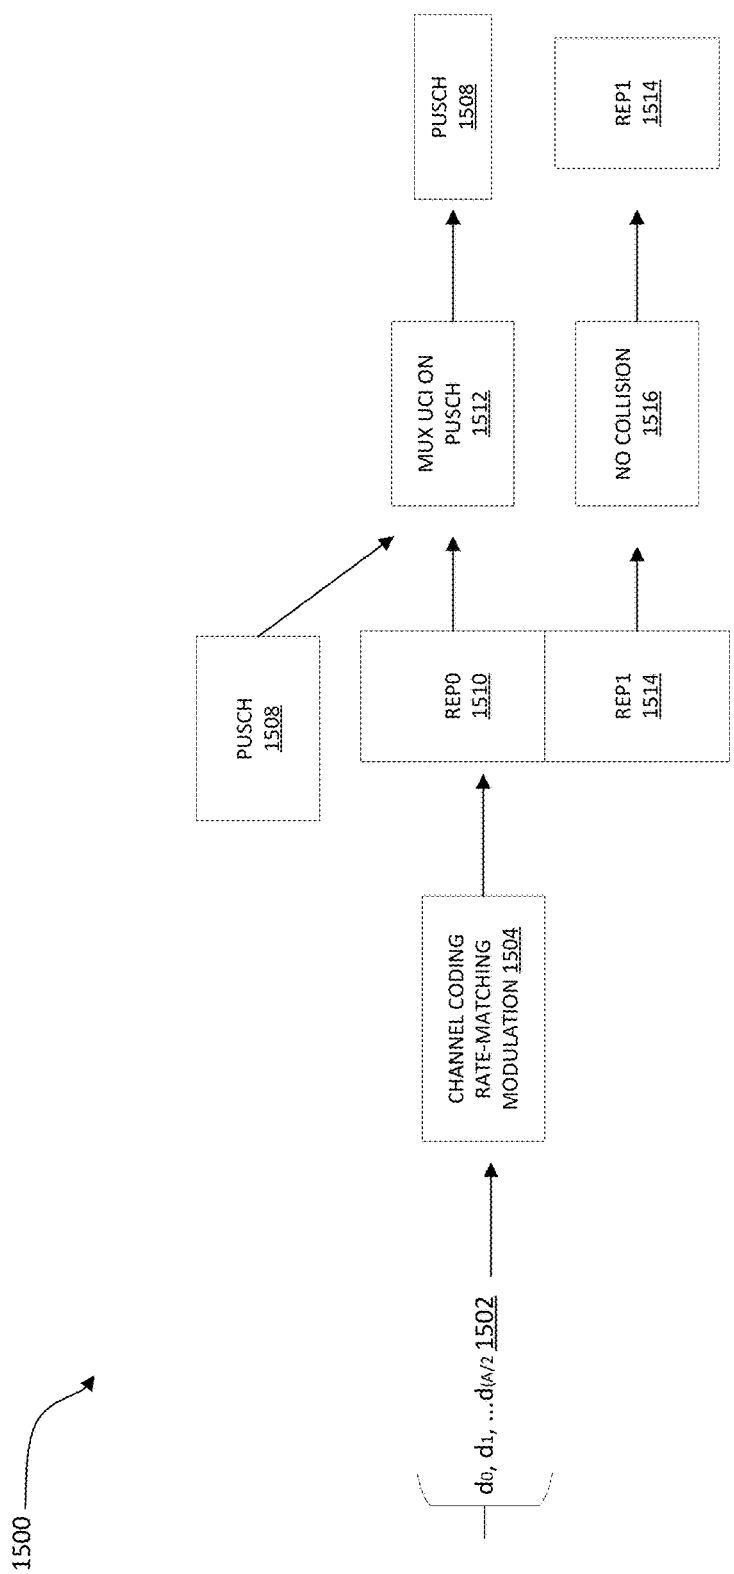 1500
d0, d1, ...d(A/2 1502
CHANNEL CODING
RATE-MATCHING
MODULATION 1504
PUSCH
1508
REP0
1510
REP1
1514
MUX UCI ON
PUSCH
1512
NO COLLISION
1516
PUSCH
1508
REP1
1514